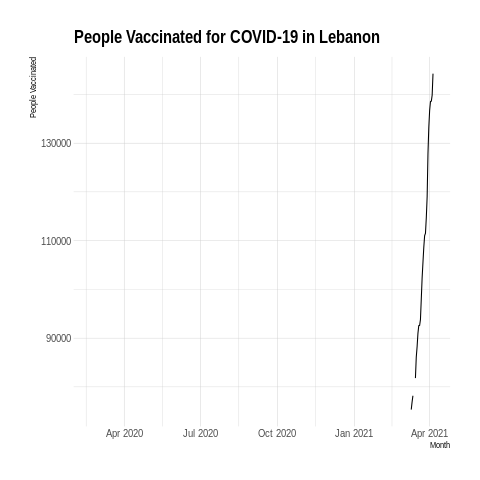 People Vaccinated for COVID-19 in Lebanon
People Vaccinated
130000
110000
90000
Apr 2020 Jul 2020 Oct 2020 Jan 2021 Apr 2021
Month